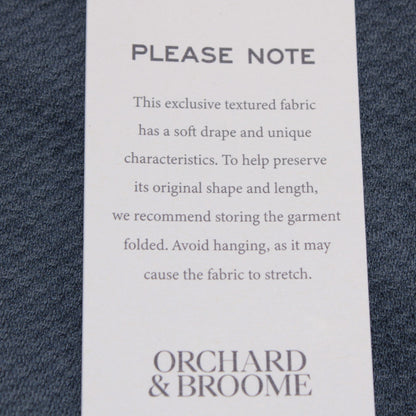 PLEASE NOTE
This exclusive textured fabric
has a soft drape and unique
characteristics. To help preserve
its original shape and length,
we recommend storing the garment
folded. Avoid hanging, as it may
cause the fabric to stretch.
ORCHARD
& BROOME